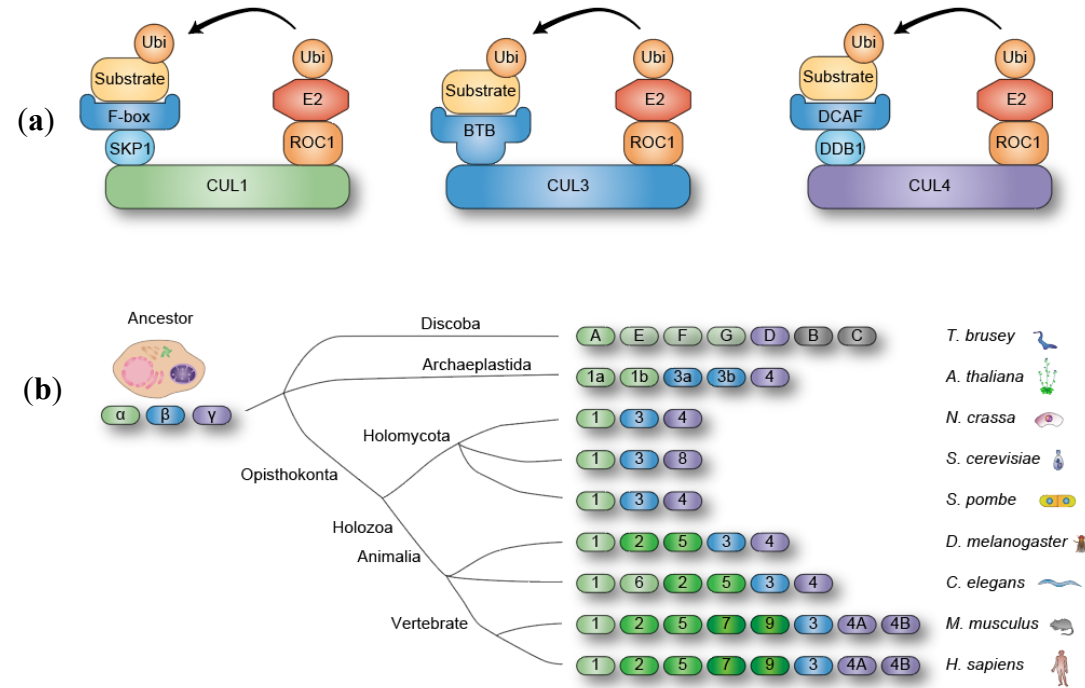 (a)
Ubi
Substrate
F-box
SKP1
Ubi
E2
ROC1
CUL1
Ubi
Substrate
BTB
Ubi
E2
ROC1
CUL3
Ubi
Substrate
DCAF
DDB1
Ubi
E2
ROC1
CUL4
(b)
Ancestor
α β γ
Discoba
Archaeplastida
Holomycota
Opisthokonta
Holozoa
Animalia
Vertebrate
A E F G D B C T. brusey
1a 1b 3a 3b 4 A. thaliana
1 3 4 N. crassa
1 3 8 S. cerevisiae
1 3 4 S. pombe
1 2 5 3 4 D. melanogaster
1 6 2 5 3 4 C. elegans
1 2 5 7 9 3 4A 4B M. musculus
1 2 5 7 9 3 4A 4B H. sapiens